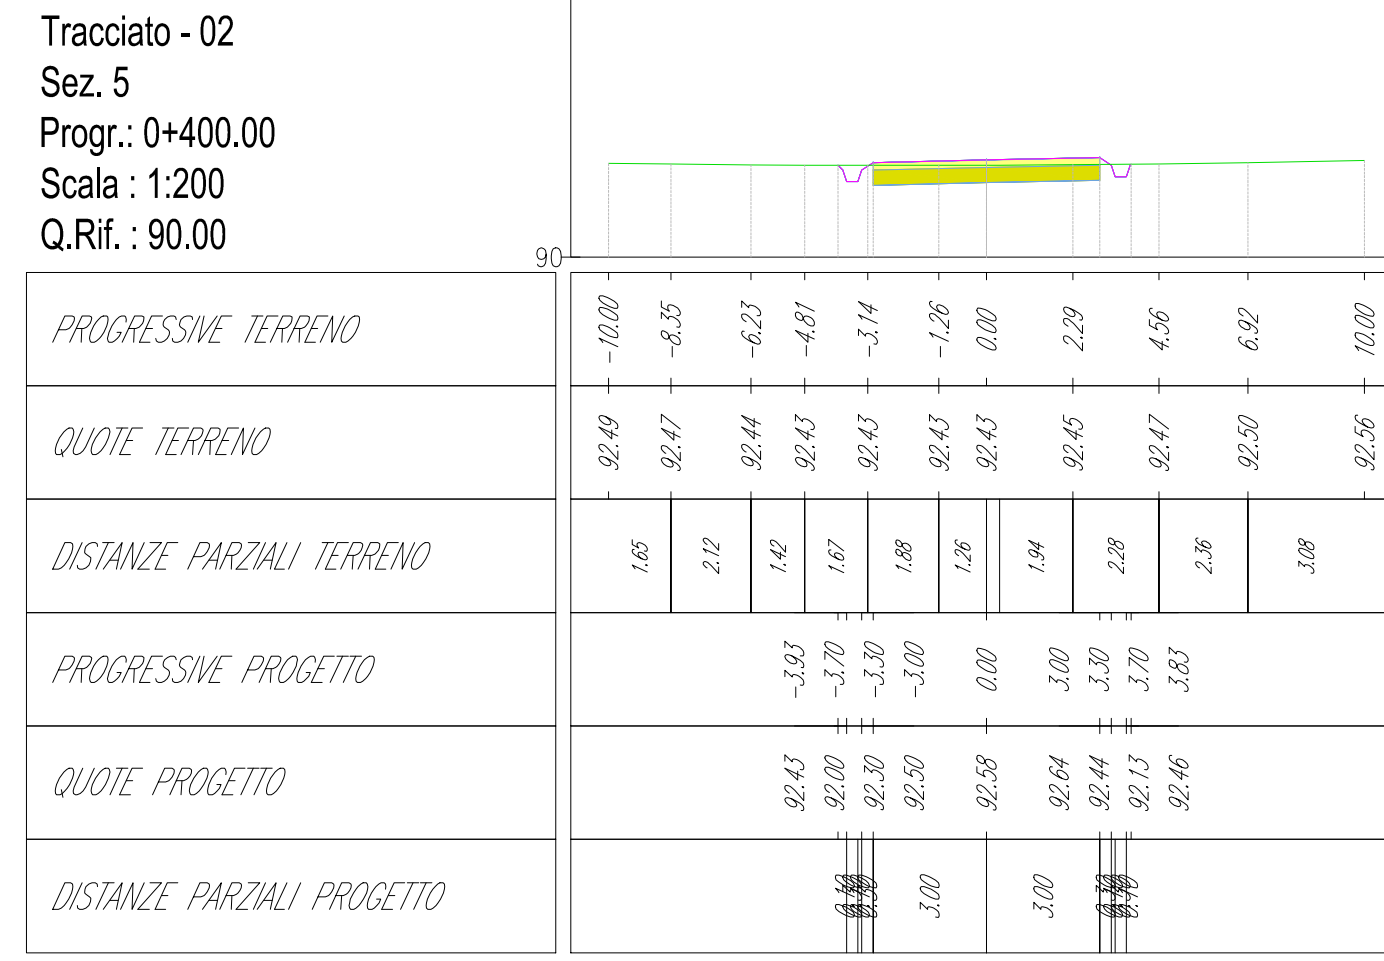 Tracciato - 02
Sez. 5
Progr.: 0+400.00
Scala : 1:200
Q.Rif. : 90.00
90
PROGRESSIVE TERRENO -10.00 -8.35 -6.23 -4.81 -3.14 -1.26 0.00 2.29 4.56 6.92 10.00
QUOTE TERRENO 92.49 92.47 92.44 92.43 92.43 92.43 92.43 92.45 92.47 92.50 92.56
DISTANZE PARZIALI TERRENO 1.65 2.12 1.42 1.67 1.88 1.26 1.94 2.28 2.36 3.08
PROGRESSIVE PROGETTO -3.93 -3.70 -3.30 -3.00 0.00 3.00 3.30 3.70 3.83
QUOTE PROGETTO 92.43 92.00 92.30 92.50 92.58 92.64 92.44 92.13 92.46
DISTANZE PARZIALI PROGETTO 3.00 3.00